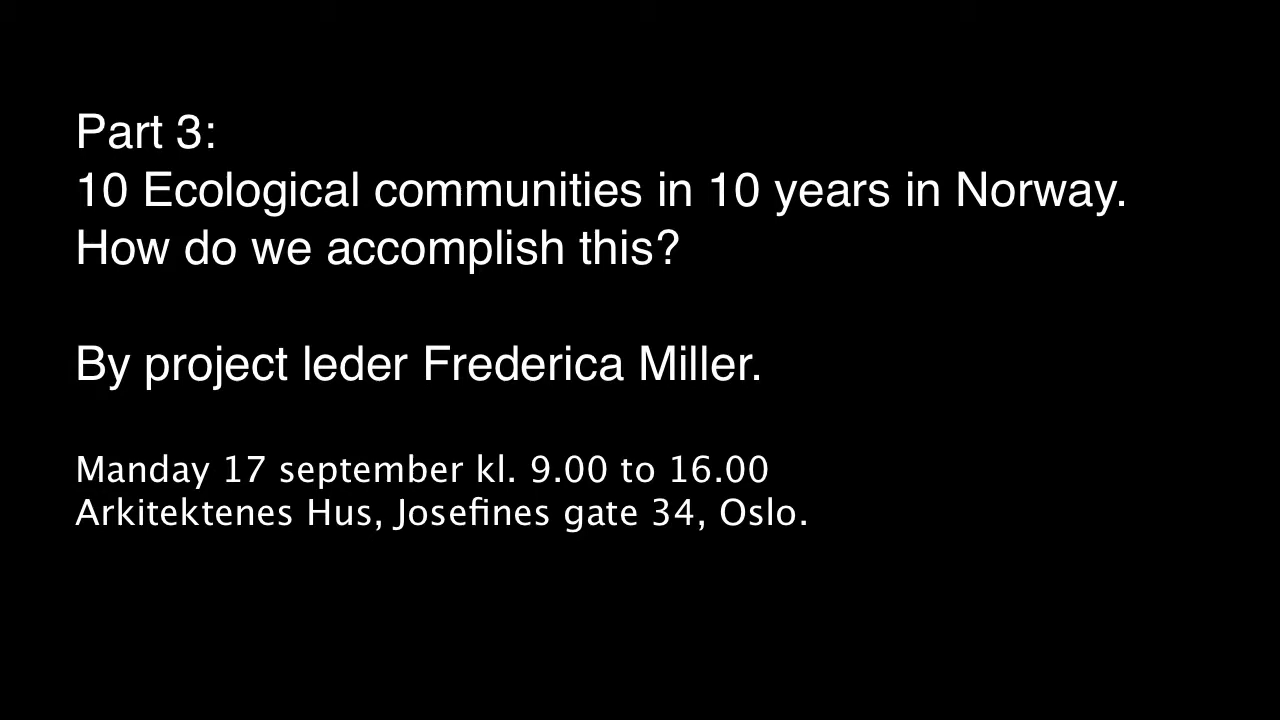 Part 3:
10 Ecological communities in 10 years in Norway.
How do we accomplish this?
By project leder Frederica Miller.
Manday 17 september kl. 9.00 to 16.00
Arkitektenes Hus, Josefines gate 34, Oslo.